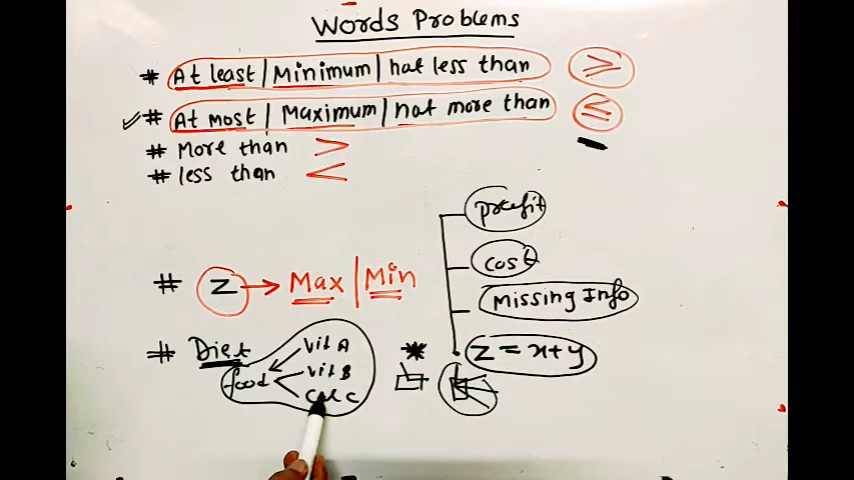 Words Problems
# At least | Minimum | not less than ≥
# At most | Maximum | not more than ≤
# More than >
# less than <
profit
cost
# Z → Max | Min
Missing Info
# Diet
Vit A
* Z = x+y
food
Vit B